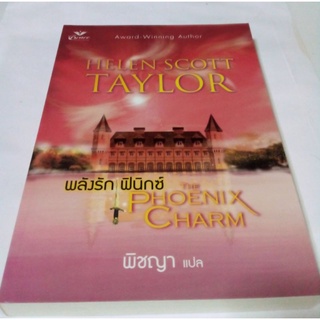 Award-Winning Author
HELEN SCOTT
TAYLOR
พลังรัก ฟีนิกซ์
THE
PHOENIX
CHARM
พิชญา แปล